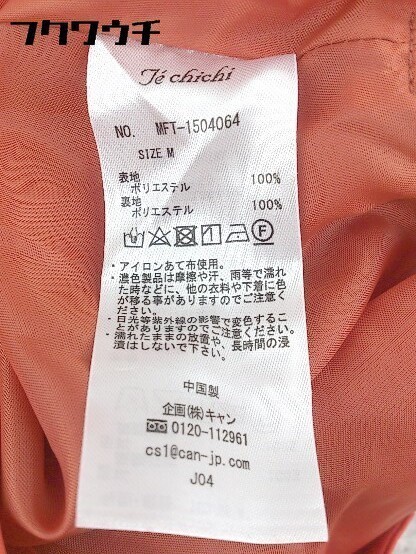 フクワウチ
Té chichi
NO. MFT-1504064
SIZE M
表地
ポリエステル 100%
裏地
ポリエステル 100%
・アイロンあて布使用。
・濃色製品は摩擦や汗、雨等で濡れ
た時などに、他の衣料や下着に色
が移る事がありますのでご注意く
ださい。
・日光等紫外線の影響で変色するこ
とがありますのでご注意ください。
・濡れたままの放置や、長時間の浸
漬はしないで下さい。
中国製
企画(株)キャン
0120-112961
cs1@can-jp.com
J04